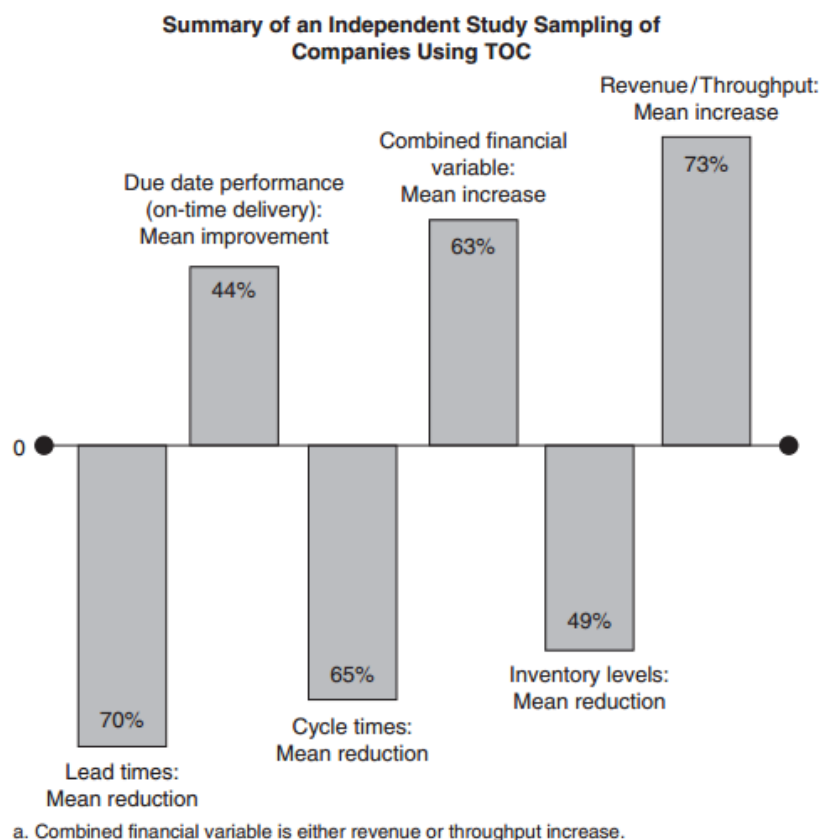 Summary of an Independent Study Sampling of
Companies Using TOC
Revenue/Throughput:
Mean increase
73%
Combined financial
variable:
Mean increase
63%
Due date performance
(on-time delivery):
Mean improvement
44%
0
49%
Inventory levels:
Mean reduction
65%
Cycle times:
Mean reduction
70%
Lead times:
Mean reduction
a. Combined financial variable is either revenue or throughput increase.